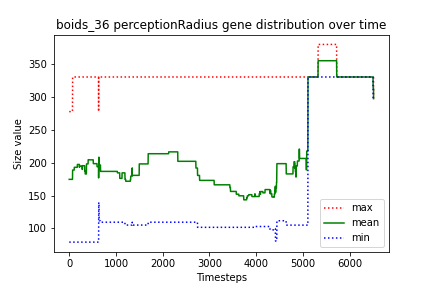 boids_36 perceptionRadius gene distribution over time
Size value
350
300
250
200
150
100
0
1000
2000
3000
4000
5000
6000
Timesteps
max
mean
min